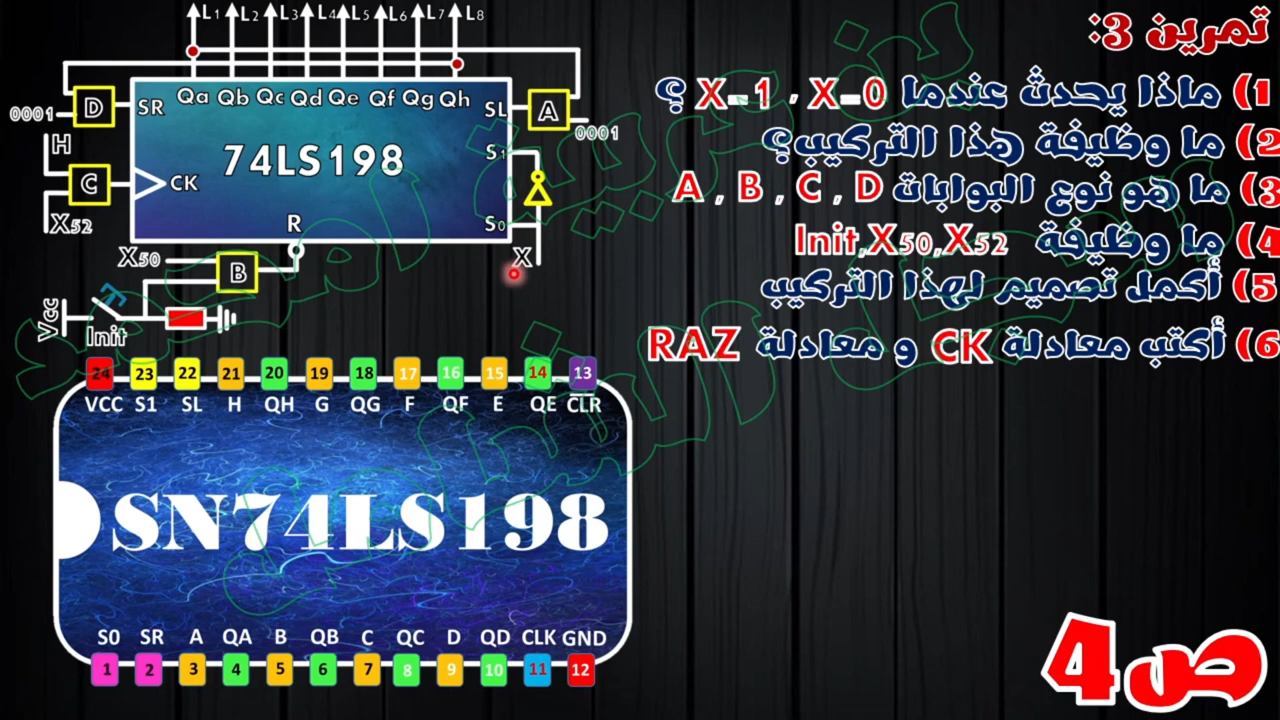 تمرين 3:
1) ماذا يحدث عندما X=0 ، X=1 ؟
2) ما وظيفة هذا التركيب؟
3) ما هو نوع البوابات A , B , C , D
4) ما وظيفة Init,X50,X52
5) أكمل تصميم لهذا التركيب
6) أكتب معادلة CK و معادلة RAZ
L1 L2 L3 L4 L5 L6 L7 L8
D SR Qa Qb Qc Qd Qe Qf Qg Qh SL A
0001 0001
H
74LS198 S1
C CK
X52 R S0
X50 B X
Vcc Init
24 23 22 21 20 19 18 17 16 15 14 13
VCC S1 SL H QH G QG F QF E QE CLR
SN74LS198
S0 SR A QA B QB C QC D QD CLK GND
1 2 3 4 5 6 7 8 9 10 11 12
ص4